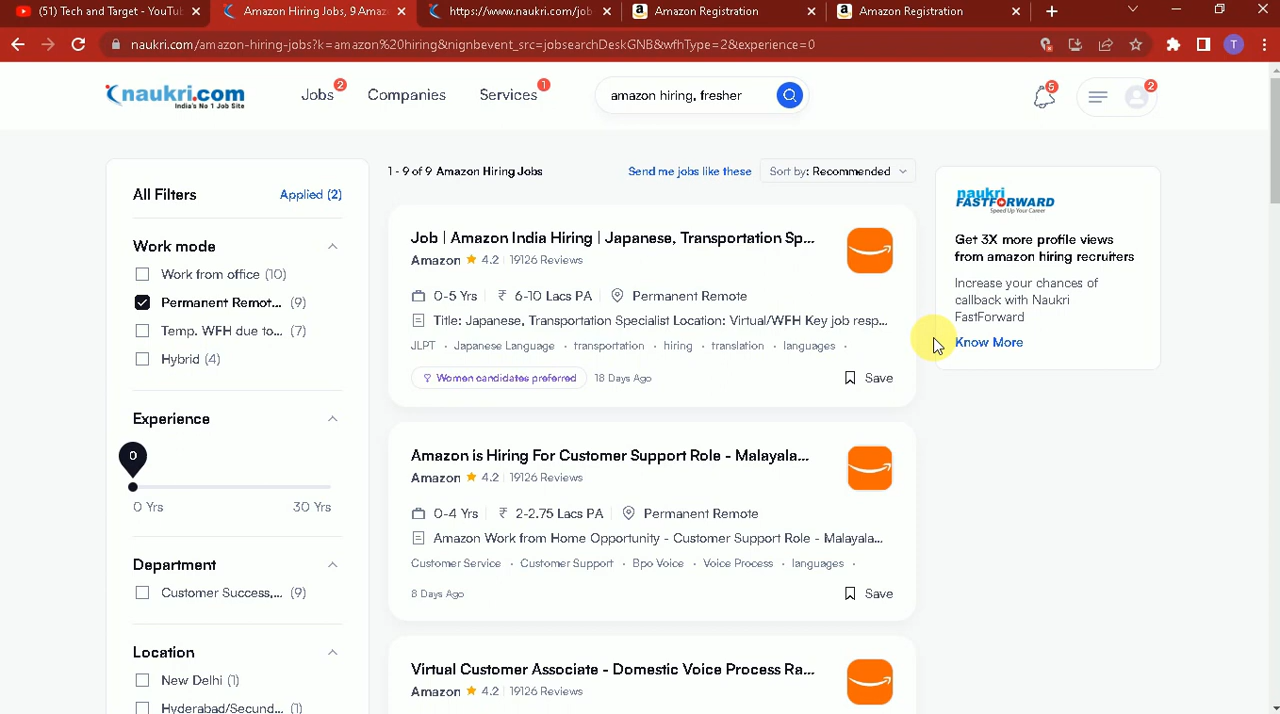 (51) Tech and Target - YouTu
Amazon Hiring Jobs, 9 Amaz
https://www.naukri.com/job
Amazon Registration
Amazon Registration
naukri.com/amazon-hiring-jobs?k=amazon%20hiring&nignbevent_src=jobsearchDeskGNB&wfhType=2&experience=0
T
naukri.com
India's No 1 Job Site
Jobs 2
Companies
Services 1
amazon hiring, fresher
5
2
All Filters
Applied (2)
Work mode
Work from office (10)
Permanent Remot... (9)
Temp. WFH due to... (7)
Hybrid (4)
Experience
0
0 Yrs
30 Yrs
Department
Customer Success,... (9)
Location
New Delhi (1)
Hyderabad/Secund... (1)
1 - 9 of 9 Amazon Hiring Jobs
Send me jobs like these
Sort by: Recommended
Job | Amazon India Hiring | Japanese, Transportation Sp...
Amazon 4.2 | 19126 Reviews
0-5 Yrs | ₹ 6-10 Lacs PA | Permanent Remote
Title: Japanese, Transportation Specialist Location: Virtual/WFH Key job resp...
JLPT · Japanese Language · transportation · hiring · translation · languages ·
Women candidates preferred
18 Days Ago
Save
Amazon is Hiring For Customer Support Role - Malayala...
Amazon 4.2 | 19126 Reviews
0-4 Yrs | ₹ 2-2.75 Lacs PA | Permanent Remote
Amazon Work from Home Opportunity - Customer Support Role - Malayala...
Customer Service · Customer Support · Bpo Voice · Voice Process · languages ·
8 Days Ago
Save
Virtual Customer Associate - Domestic Voice Process Ra...
Amazon 4.2 | 19126 Reviews
naukri
FASTFORWARD
Speed Up Your Career
Get 3X more profile views
from amazon hiring recruiters
Increase your chances of
callback with Naukri
FastForward
Know More